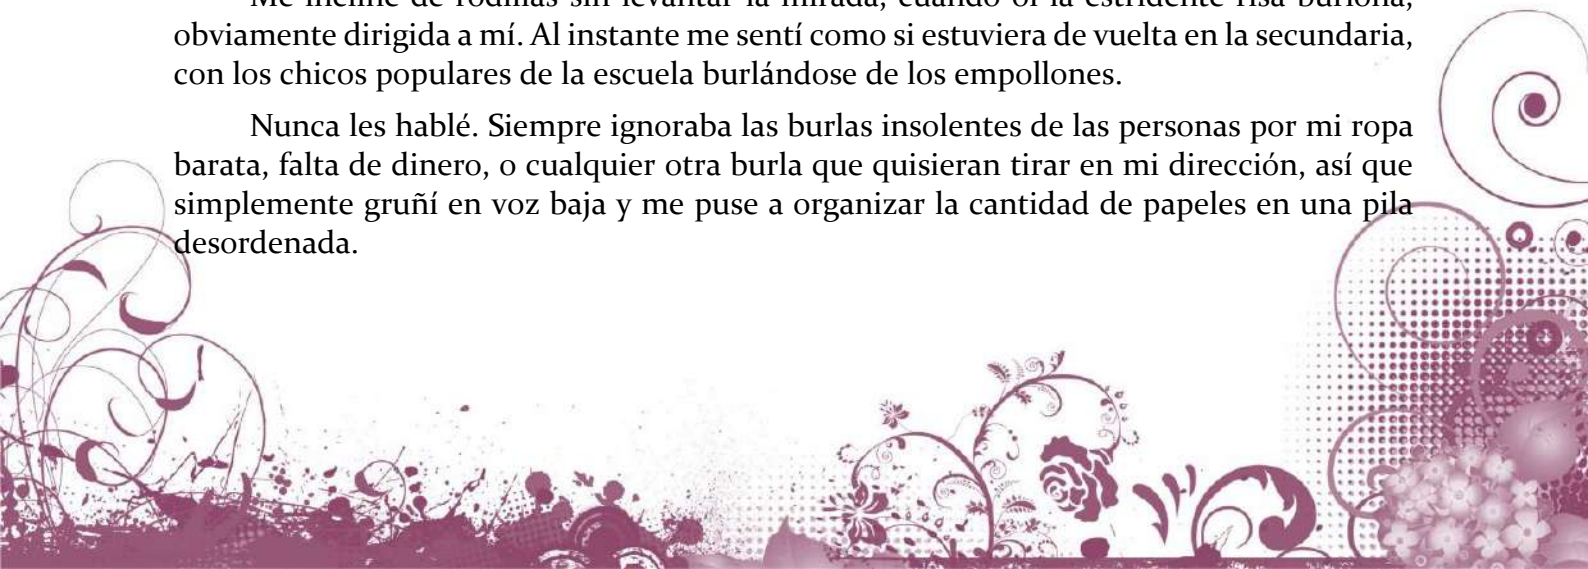 Me incliné de rodillas sin levantar la mirada, cuando oí la estridente risa burlona,
obviamente dirigida a mí. Al instante me sentí como si estuviera de vuelta en la secundaria,
con los chicos populares de la escuela burlándose de los empollones.
Nunca les hablé. Siempre ignoraba las burlas insolentes de las personas por mi ropa
barata, falta de dinero, o cualquier otra burla que quisieran tirar en mi dirección, así que
simplemente gruñí en voz baja y me puse a organizar la cantidad de papeles en una pila
desordenada.